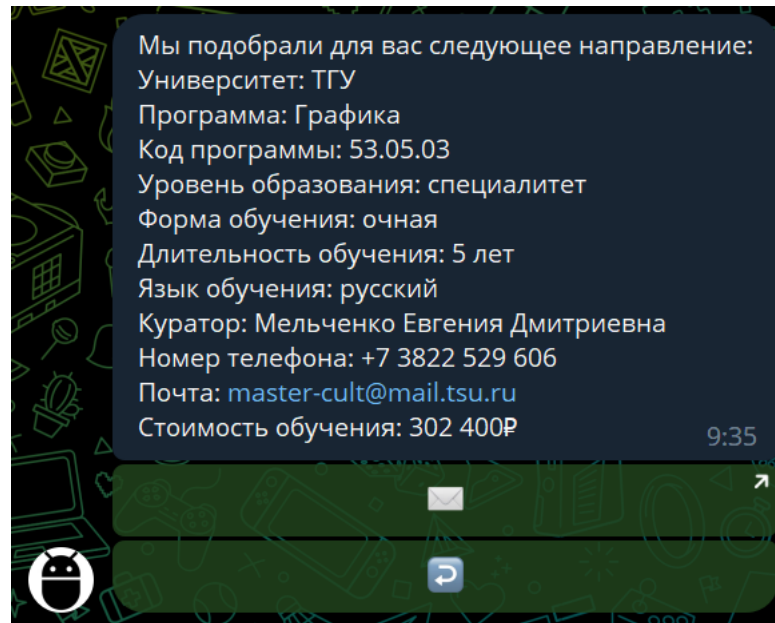 Мы подобрали для вас следующее направление:
Университет: ТГУ
Программа: Графика
Код программы: 53.05.03
Уровень образования: специалитет
Форма обучения: очная
Длительность обучения: 5 лет
Язык обучения: русский
Куратор: Мельченко Евгения Дмитриевна
Номер телефона: +7 3822 529 606
Почта: master-cult@mail.tsu.ru
Стоимость обучения: 302 400₽
9:35